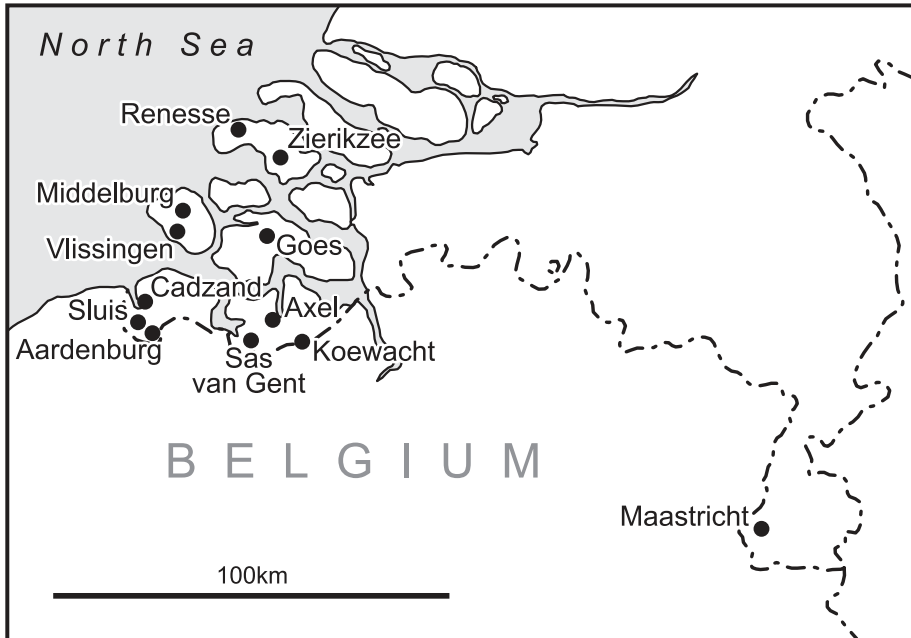 North Sea
Renesse
Zierikzee
Middelburg
Vlissingen
Goes
Cadzand
Sluis
Axel
Aardenburg
Sas
van Gent
Koewacht
BELGIUM
Maastricht
100km